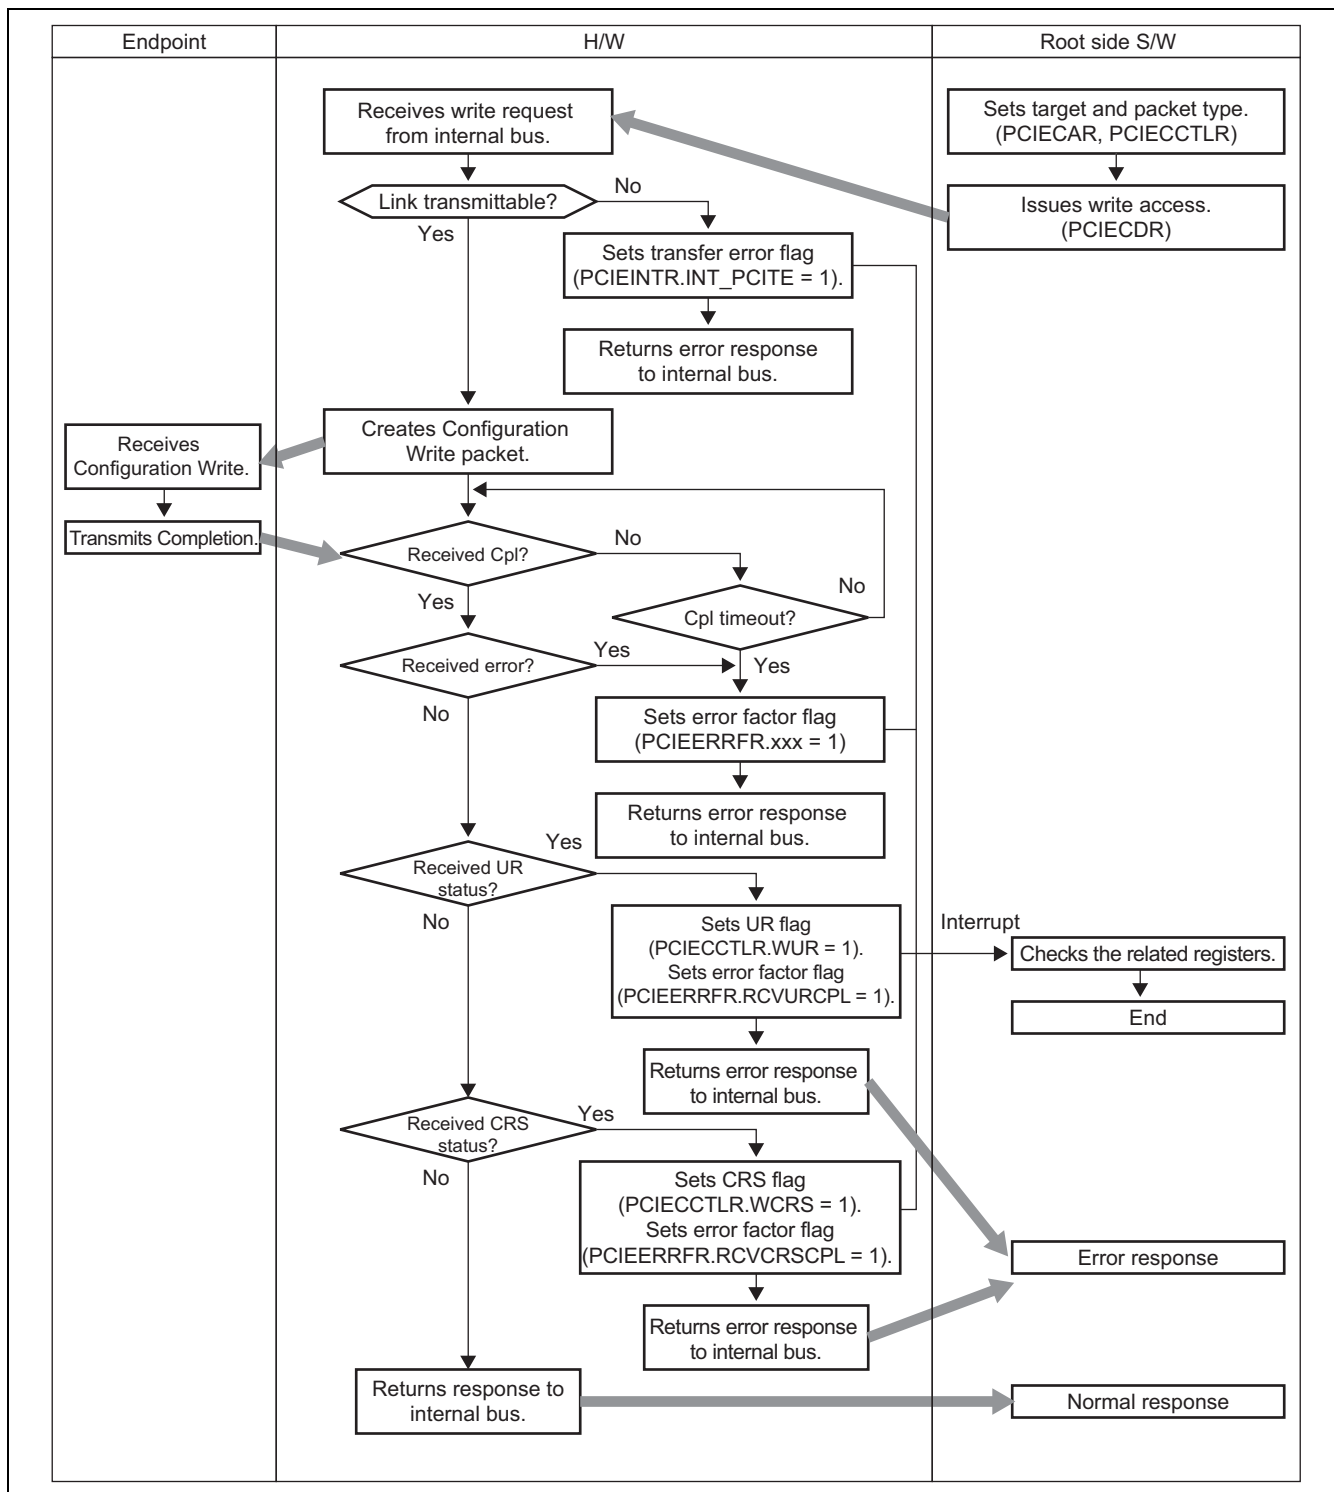 Endpoint
H/W
Root side S/W
Receives write request
from internal bus.
Sets target and packet type.
(PCIECAR, PCIECCTLR)
Link transmittable?
No
Yes
Issues write access.
(PCIECDR)
Sets transfer error flag
(PCIEINTR.INT_PCITE = 1).
Returns error response
to internal bus.
Creates Configuration
Write packet.
Receives
Configuration Write.
Transmits Completion.
Received Cpl?
No
Yes
Cpl timeout?
No
Yes
Received error?
Yes
No
Sets error factor flag
(PCIEERRFR.xxx = 1)
Returns error response
to internal bus.
Received UR
status?
Yes
No
Sets UR flag
(PCIECCTLR.WUR = 1).
Sets error factor flag
(PCIEERRFR.RCVURCPL = 1).
Interrupt
Checks the related registers.
End
Returns error response
to internal bus.
Received CRS
status?
Yes
No
Sets CRS flag
(PCIECCTLR.WCRS = 1).
Sets error factor flag
(PCIEERRFR.RCVCRSCPL = 1).
Error response
Returns error response
to internal bus.
Returns response to
internal bus.
Normal response